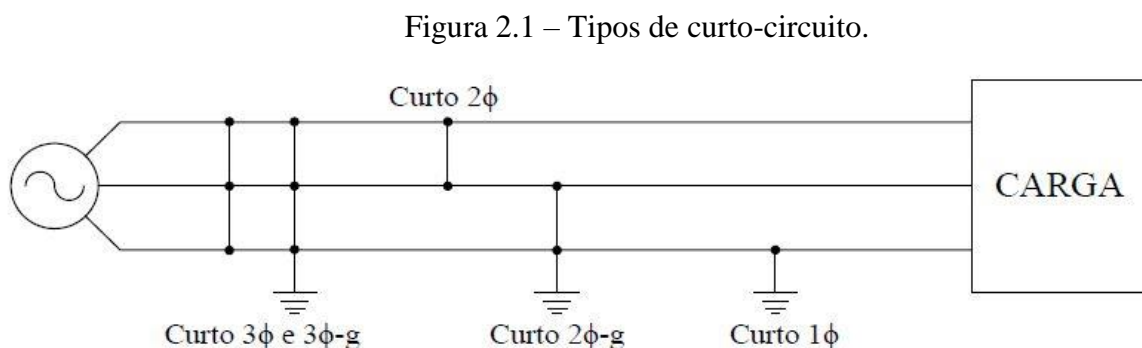 Figura 2.1 – Tipos de curto-circuito.
Curto 2ϕ
CARGA
Curto 3ϕ e 3ϕ-g
Curto 2ϕ-g
Curto 1ϕ